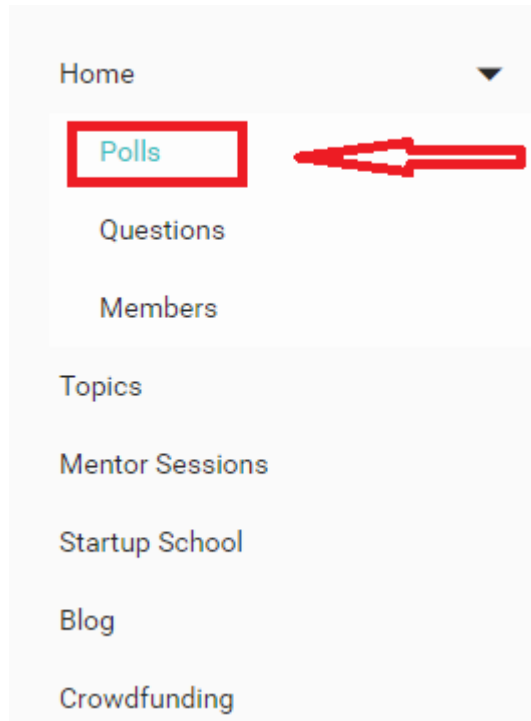 Home
Polls
Questions
Members
Topics
Mentor Sessions
Startup School
Blog
Crowdfunding